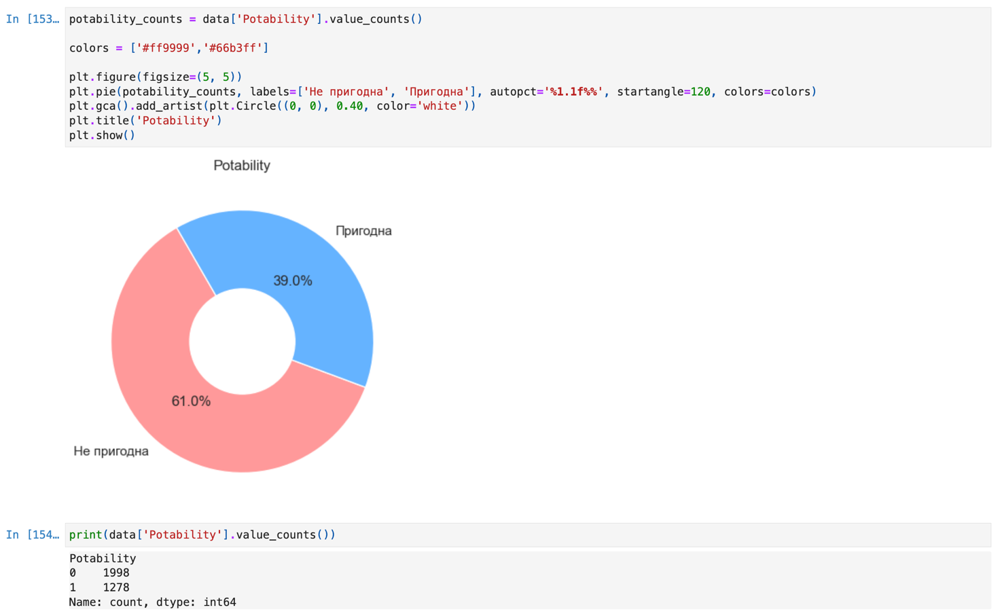 In [153…
potability_counts = data['Potability'].value_counts()
colors = ['#ff9999','#66b3ff']
plt.figure(figsize=(5, 5))
plt.pie(potability_counts, labels=['Не пригодна', 'Пригодна'], autopct='%1.1f%%', startangle=120, colors=colors)
plt.gca().add_artist(plt.Circle((0, 0), 0.40, color='white'))
plt.title('Potability')
plt.show()
Potability
Пригодна
39.0%
61.0%
Не пригодна
In [154…
print(data['Potability'].value_counts())
Potability
0    1998
1    1278
Name: count, dtype: int64